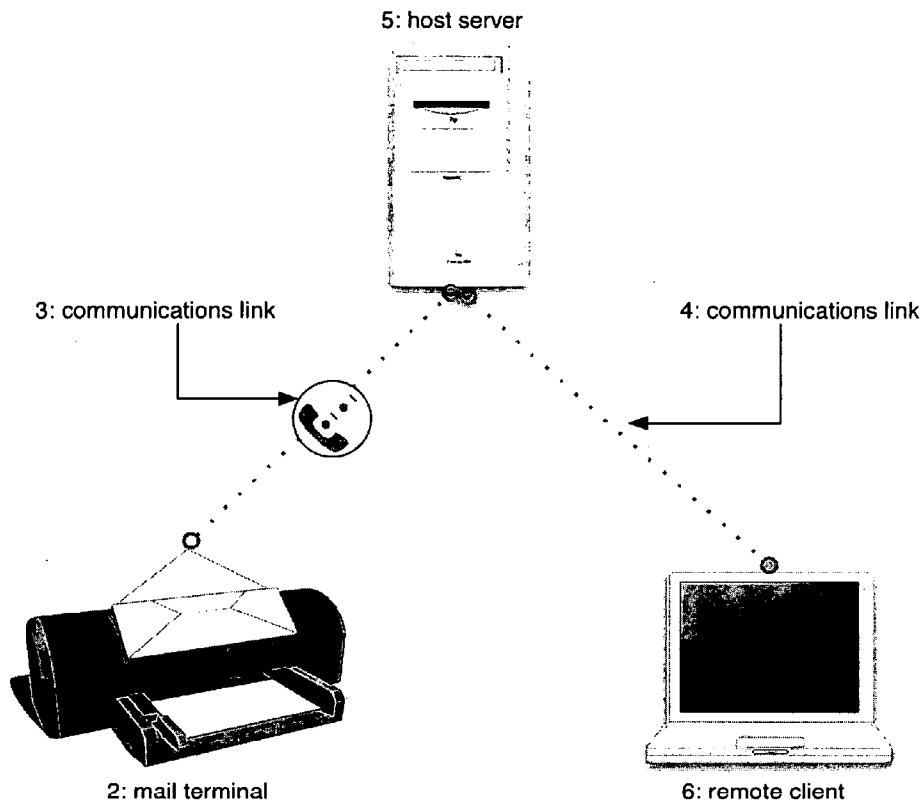 5: host server
3: communications link
4: communications link
2: mail terminal
6: remote client